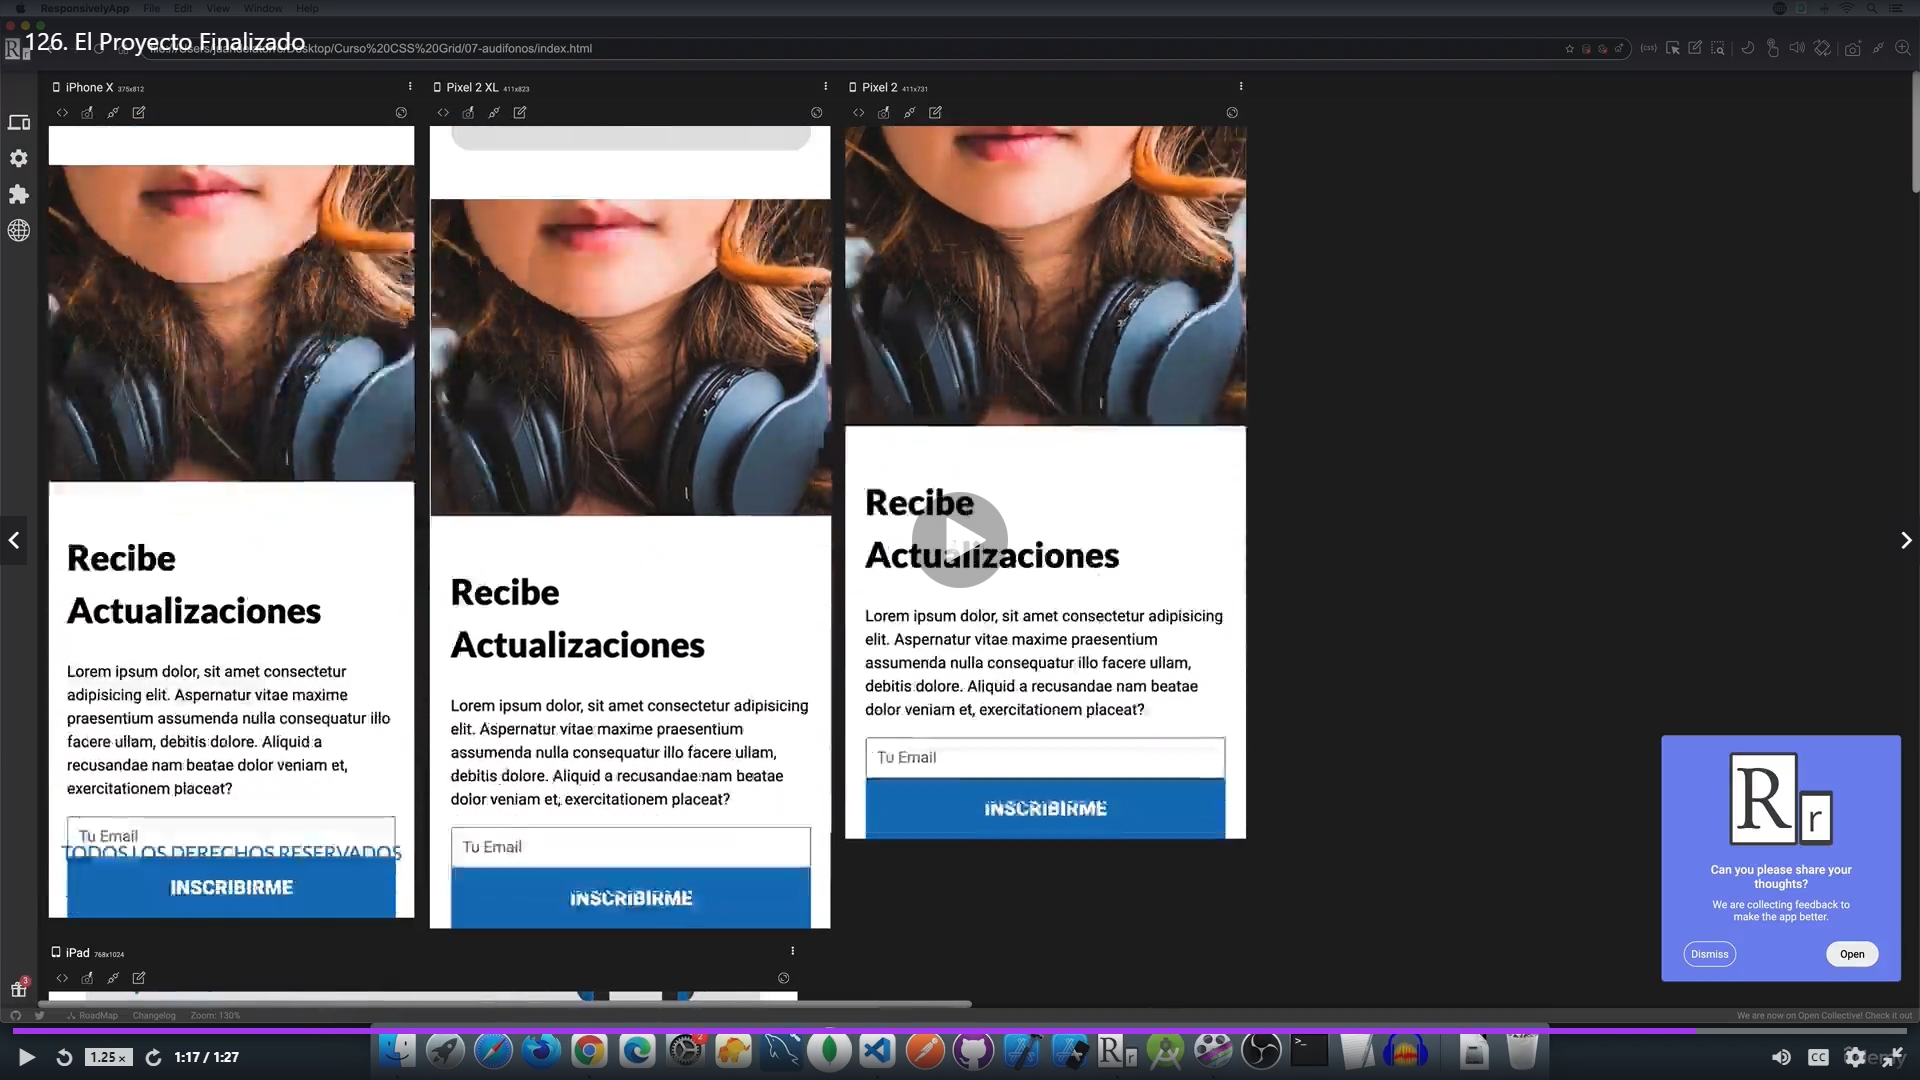 ResponsivelyApp File Edit View Window Help
126. El Proyecto Finalizado
Desktop/Curso%20CSS%20Grid/07-audifonos/index.html
iPhone X 375x812
Pixel 2 XL 411x823
Pixel 2 411x731
Recibe
Actualizaciones
Lorem ipsum dolor, sit amet consectetur
adipisicing elit. Aspernatur vitae maxime
praesentium assumenda nulla consequatur illo
facere ullam, debitis dolore. Aliquid a
recusandae nam beatae dolor veniam et,
exercitationem placeat?
Tu Email
TODOS LOS DERECHOS RESERVADOS
INSCRIBIRME
Recibe
Actualizaciones
Lorem ipsum dolor, sit amet consectetur adipisicing
elit. Aspernatur vitae maxime praesentium
assumenda nulla consequatur illo facere ullam,
debitis dolore. Aliquid a recusandae nam beatae
dolor veniam et, exercitationem placeat?
Tu Email
INSCRIBIRME
Recibe
Actualizaciones
Lorem ipsum dolor, sit amet consectetur adipisicing
elit. Aspernatur vitae maxime praesentium
assumenda nulla consequatur illo facere ullam,
debitis dolore. Aliquid a recusandae nam beatae
dolor veniam et, exercitationem placeat?
Tu Email
INSCRIBIRME
R
r
Can you please share your
thoughts?
We are collecting feedback to
make the app better.
Dismiss
Open
iPad 768x1024
3
RoadMap Changelog Zoom: 130%
We are now on Open Collective! Check it out
1.25 x
1:17 / 1:27
2
Rr
CC